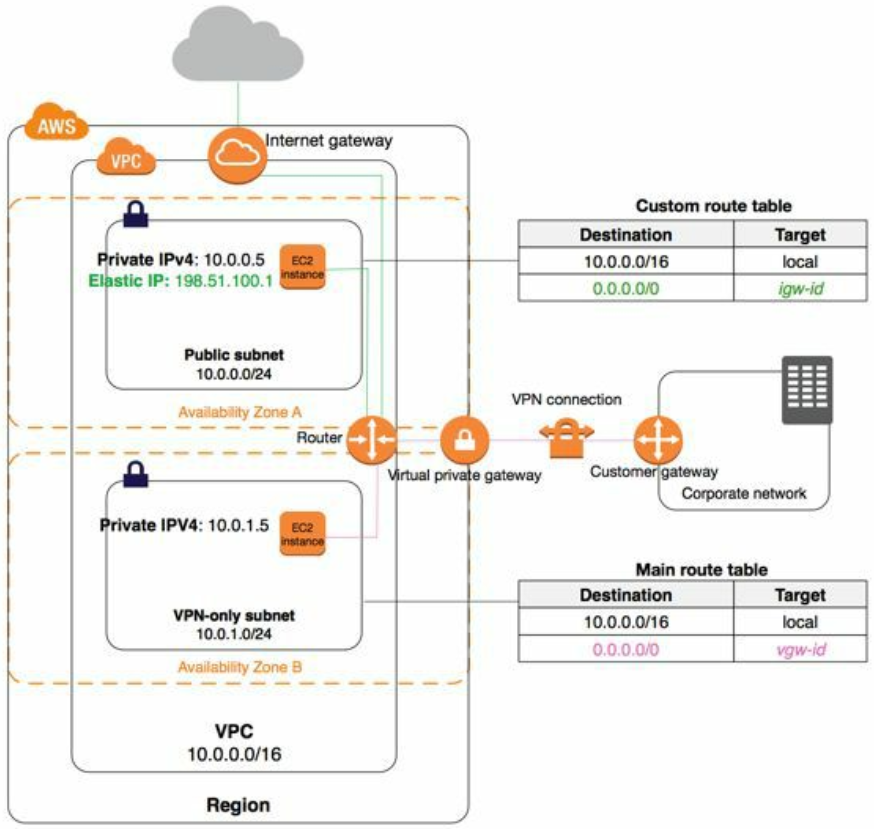 AWS
Internet gateway
VPC
Private IPv4: 10.0.0.5
Elastic IP: 198.51.100.1
EC2
instance
Public subnet
10.0.0.0/24
Availability Zone A
Custom route table
Destination Target
10.0.0.0/16 local
0.0.0.0/0 igw-id
Router
Virtual private gateway
VPN connection
Customer gateway
Corporate network
Private IPV4: 10.0.1.5
EC2
instance
VPN-only subnet
10.0.1.0/24
Availability Zone B
Main route table
Destination Target
10.0.0.0/16 local
0.0.0.0/0 vgw-id
VPC
10.0.0.0/16
Region